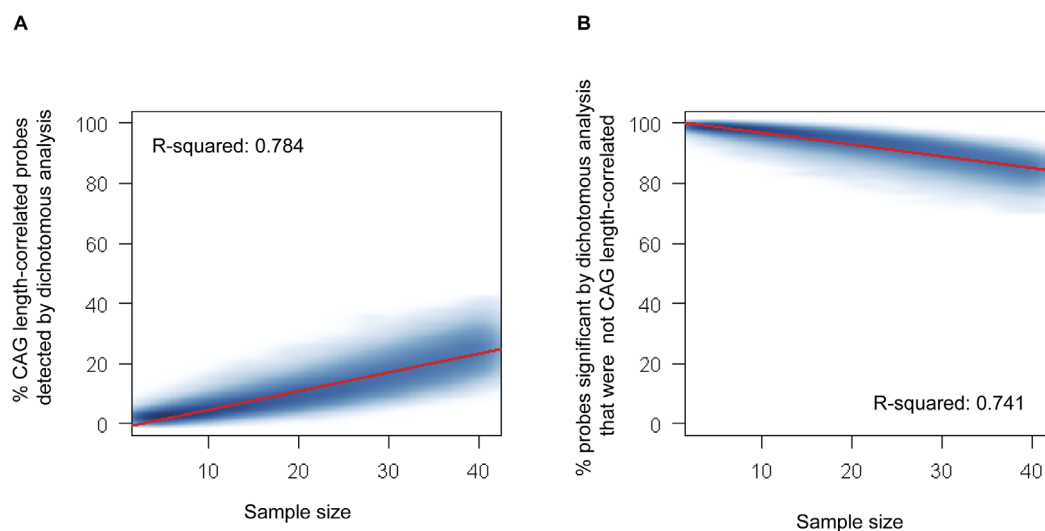 A
% CAG length-correlated probes
detected by dichotomous analysis
100
80
60
40
20
0
R-squared: 0.784
10
20
30
40
Sample size
B
% probes significant by dichotomous analysis
that were not CAG length-correlated
100
80
60
40
20
0
R-squared: 0.741
10
20
30
40
Sample size